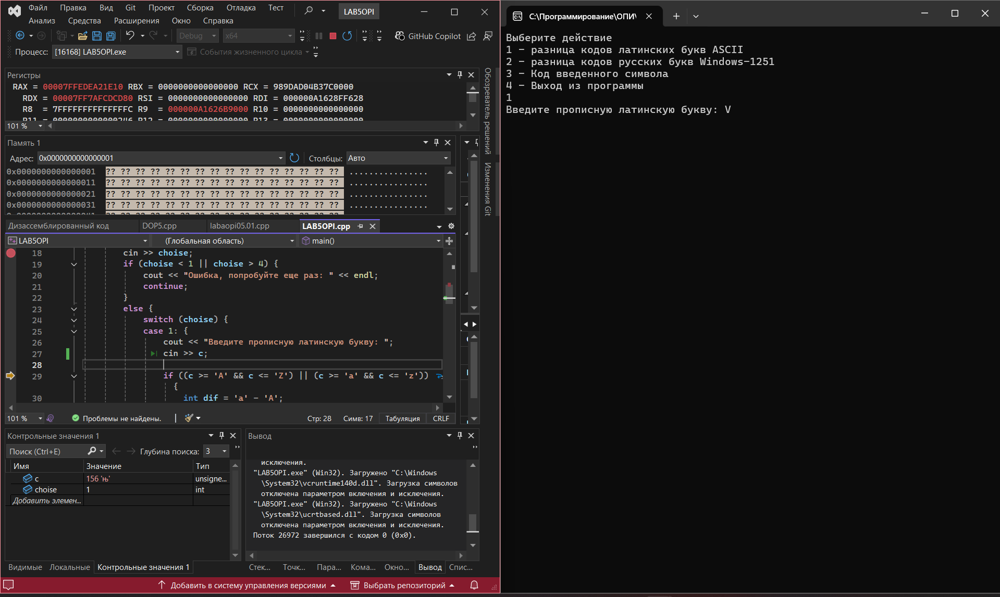 Файл Правка Вид Git Проект Сборка Отладка Тест LAB5OPI
Анализ Средства Расширения Окно Справка
Debug x64 GitHub Copilot
Процесс: [16168] LAB5OPI.exe События жизненного цикла
Регистры
RAX = 00007FFEDEA21E10 RBX = 0000000000000000 RCX = 989DAD04B37C0000
RDX = 00007FF7AFCDCD80 RSI = 0000000000000000 RDI = 000000A1628FF628
R8 = 7FFFFFFFFFFFFFFC R9 = 000000A1626B9000 R10 = 0000000000000000
R11 = 0000000000000246 R12 = 0000000000000000 R13 = 0000000000000000
101 %
Обозреватель решений
Изменения Git
Память 1
Адрес: 0x0000000000000001 Столбцы: Авто
0x0000000000000001 ?? ?? ?? ?? ?? ?? ?? ?? ?? ?? ?? ?? ?? ?? ?? ?? ................
0x0000000000000011 ?? ?? ?? ?? ?? ?? ?? ?? ?? ?? ?? ?? ?? ?? ?? ?? ................
0x0000000000000021 ?? ?? ?? ?? ?? ?? ?? ?? ?? ?? ?? ?? ?? ?? ?? ?? ................
0x0000000000000031 ?? ?? ?? ?? ?? ?? ?? ?? ?? ?? ?? ?? ?? ?? ?? ?? ................
Дизассемблированный код DOP5.cpp labaopi05.01.cpp LAB5OPI.cpp
LAB5OPI (Глобальная область) main()
18 cin >> choise;
19 if (choise < 1 || choise > 4) {
20 cout << "Ошибка, попробуйте еще раз: " << endl;
21 continue;
22 }
23 else {
24 switch (choise) {
25 case 1: {
26 cout << "Введите прописную латинскую букву: ";
27 cin >> c;
28
29 if ((c >= 'A' && c <= 'Z') || (c >= 'a' && c <= 'z'))
{
30 int dif = 'a' - 'A';
101 % Проблемы не найдены. Стр: 28 Симв: 17 Табуляция CRLF
Контрольные значения 1
Поиск (Ctrl+E) Глубина поиска: 3
Имя Значение Тип
c 156 'њ' unsigne...
choise 1 int
Добавить элемен...
Видимые Локальные Контрольные значения 1
Вывод
исключения.
"LAB5OPI.exe" (Win32). Загружено "C:\Windows
\System32\vcruntime140d.dll". Загрузка символов
отключена параметром включения и исключения.
"LAB5OPI.exe" (Win32). Загружено "C:\Windows
\System32\ucrtbased.dll". Загрузка символов
отключена параметром включения и исключения.
Поток 26972 завершился с кодом 0 (0x0).
Стек... Точк... Пара... Кома... Окно... Вывод Спис...
Добавить в систему управления версиями Выбрать репозиторий
C:\Программирование\ОПИ\
Выберите действие
1 - разница кодов латинских букв ASCII
2 - разница кодов русских букв Windows-1251
3 - Код введенного символа
4 - Выход из программы
1
Введите прописную латинскую букву: V